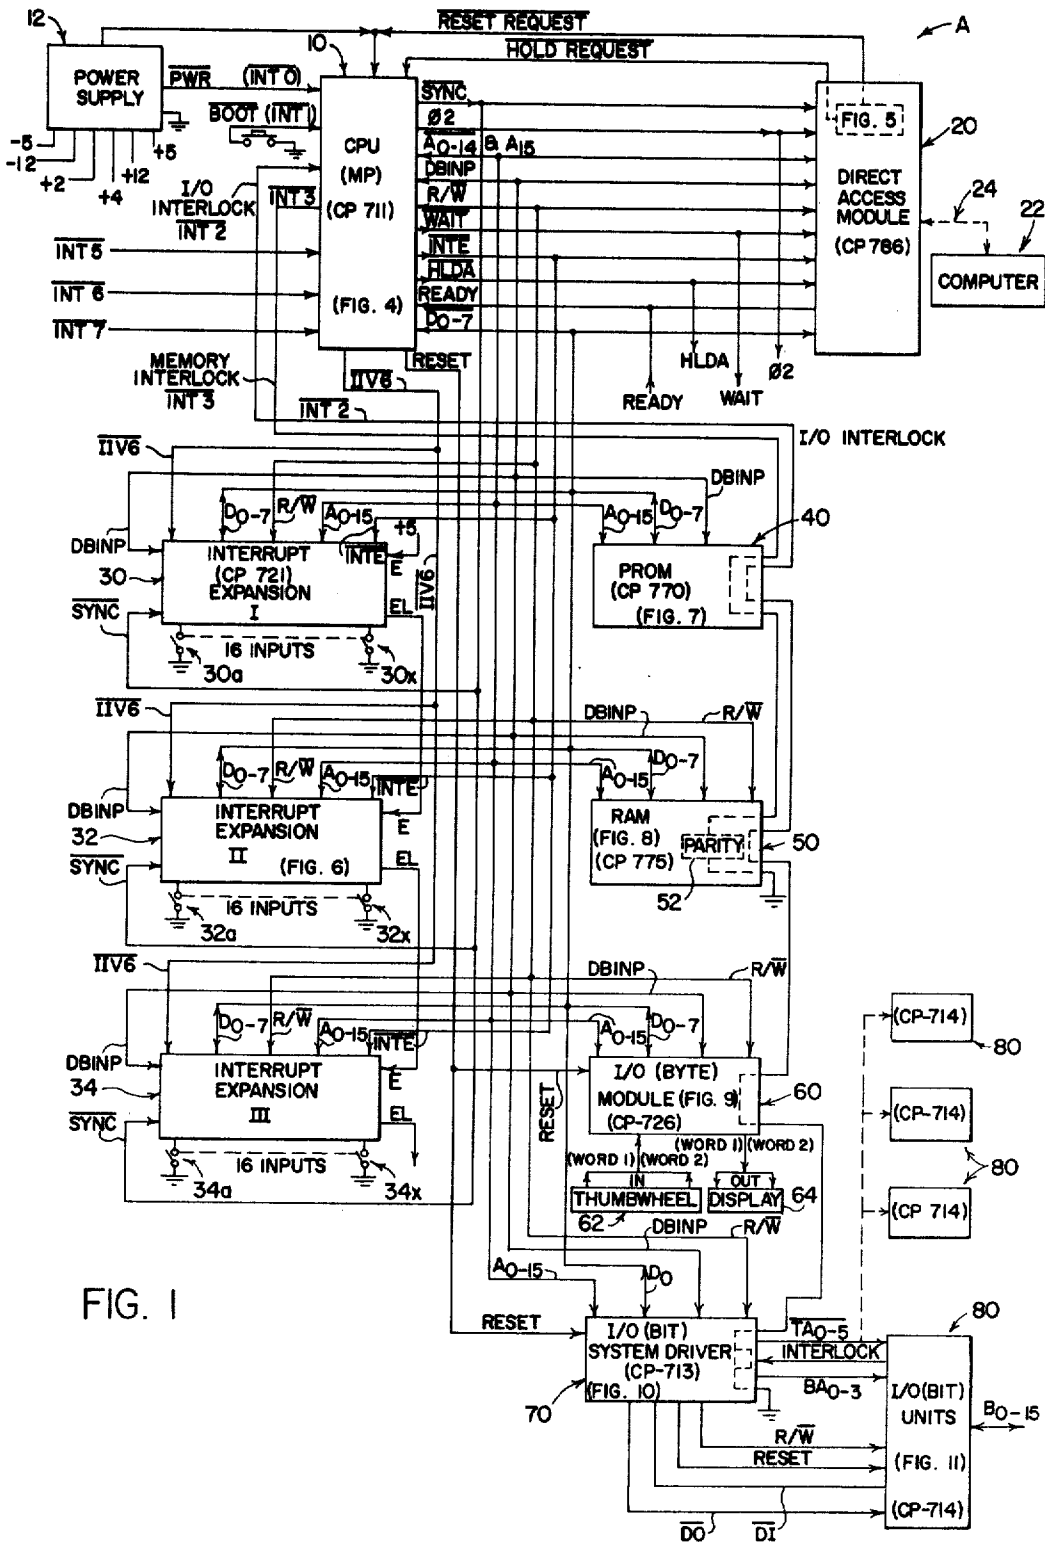 12
RESET REQUEST
A
10
HOLD REQUEST
POWER
SUPPLY
PWR
(INT 0)
SYNC
FIG. 5
20
BOOT (INT 1)
Ø2
-5
-12
+2
+4
+12
+5
CPU
(MP)
(CP 711)
A0-14 & A15
DBINP
R/W
WAIT
INTE
HLDA
READY
D0-7
DIRECT
ACCESS
MODULE
(CP786)
24
22
COMPUTER
I/O
INTERLOCK
INT 2
INT 3
INT 5
INT 6
INT 7
(FIG. 4)
RESET
IIV6
HLDA
Ø2
WAIT
READY
MEMORY
INTERLOCK
INT 3
INT 2
I/O INTERLOCK
IIV6
DBINP
D0-7
R/W
A0-15
+5
INTE
E
IIV6
A0-15
D0-7
DBINP
40
30
INTERRUPT
(CP 721)
EXPANSION
I
EL
PROM
(CP 770)
(FIG. 7)
SYNC
16 INPUTS
30a
30x
IIV6
DBINP
R/W
D0-7
R/W
A0-15
INTE
A0-15
D0-7
DBINP
32
INTERRUPT
EXPANSION
II
(FIG. 6)
E
EL
RAM
(FIG. 8)
(CP 775)
PARITY
50
52
SYNC
16 INPUTS
32a
32x
IIV6
DBINP
R/W
D0-7
R/W
A0-15
INTE
A0-15
D0-7
(CP-714)
80
DBINP
34
INTERRUPT
EXPANSION
III
E
EL
RESET
I/O (BYTE)
MODULE (FIG. 9)
(CP-726)
60
(CP-714)
80
SYNC
16 INPUTS
34a
34x
(WORD 1) (WORD 2)
IN
THUMBWHEEL
62
(WORD 1) (WORD 2)
OUT
DISPLAY
64
(CP 714)
DBINP
R/W
A0-15
D0
FIG. 1
RESET
I/O (BIT)
SYSTEM DRIVER
(CP-713)
(FIG. 10)
70
TA0-5
INTERLOCK
BA0-3
80
I/O(BIT)
UNITS
(FIG. 11)
(CP-714)
B0-15
R/W
RESET
DO
DI